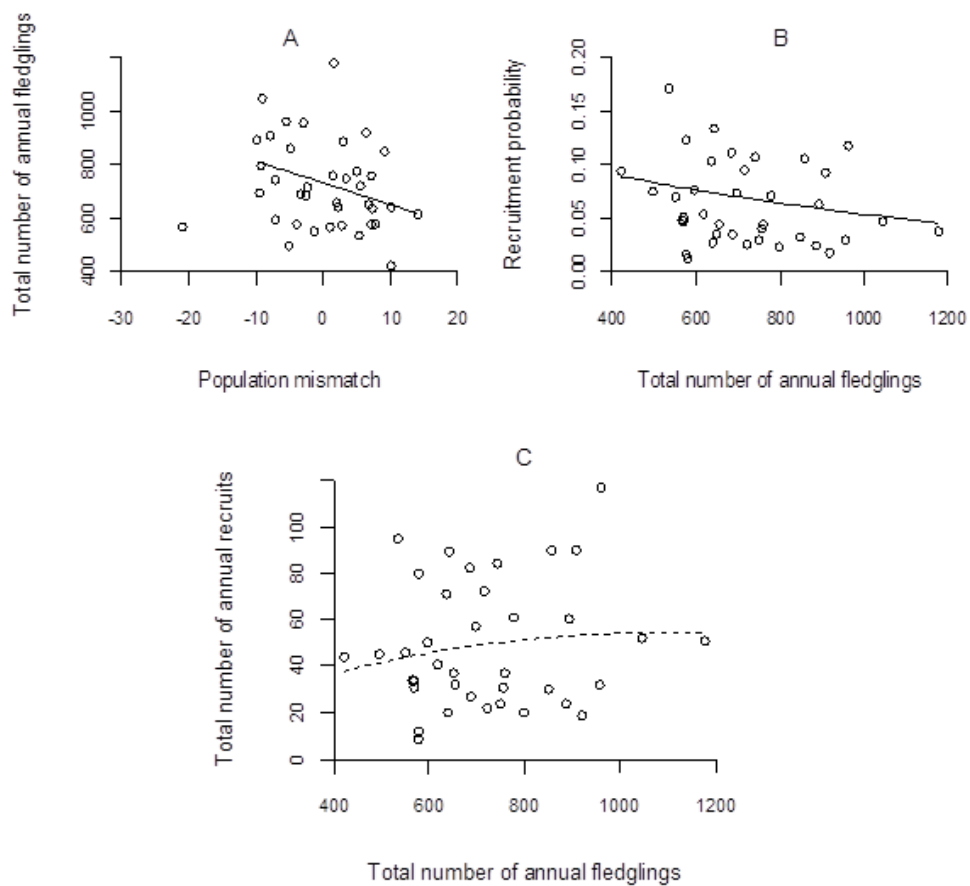 A
Total number of annual fledglings
1000
800
600
400
-30 -20 -10 0 10 20
Population mismatch
B
Recruitment probability
0.20
0.15
0.10
0.05
0.00
400 600 800 1000 1200
Total number of annual fledglings
C
Total number of annual recruits
100
80
60
40
20
0
400 600 800 1000 1200
Total number of annual fledglings